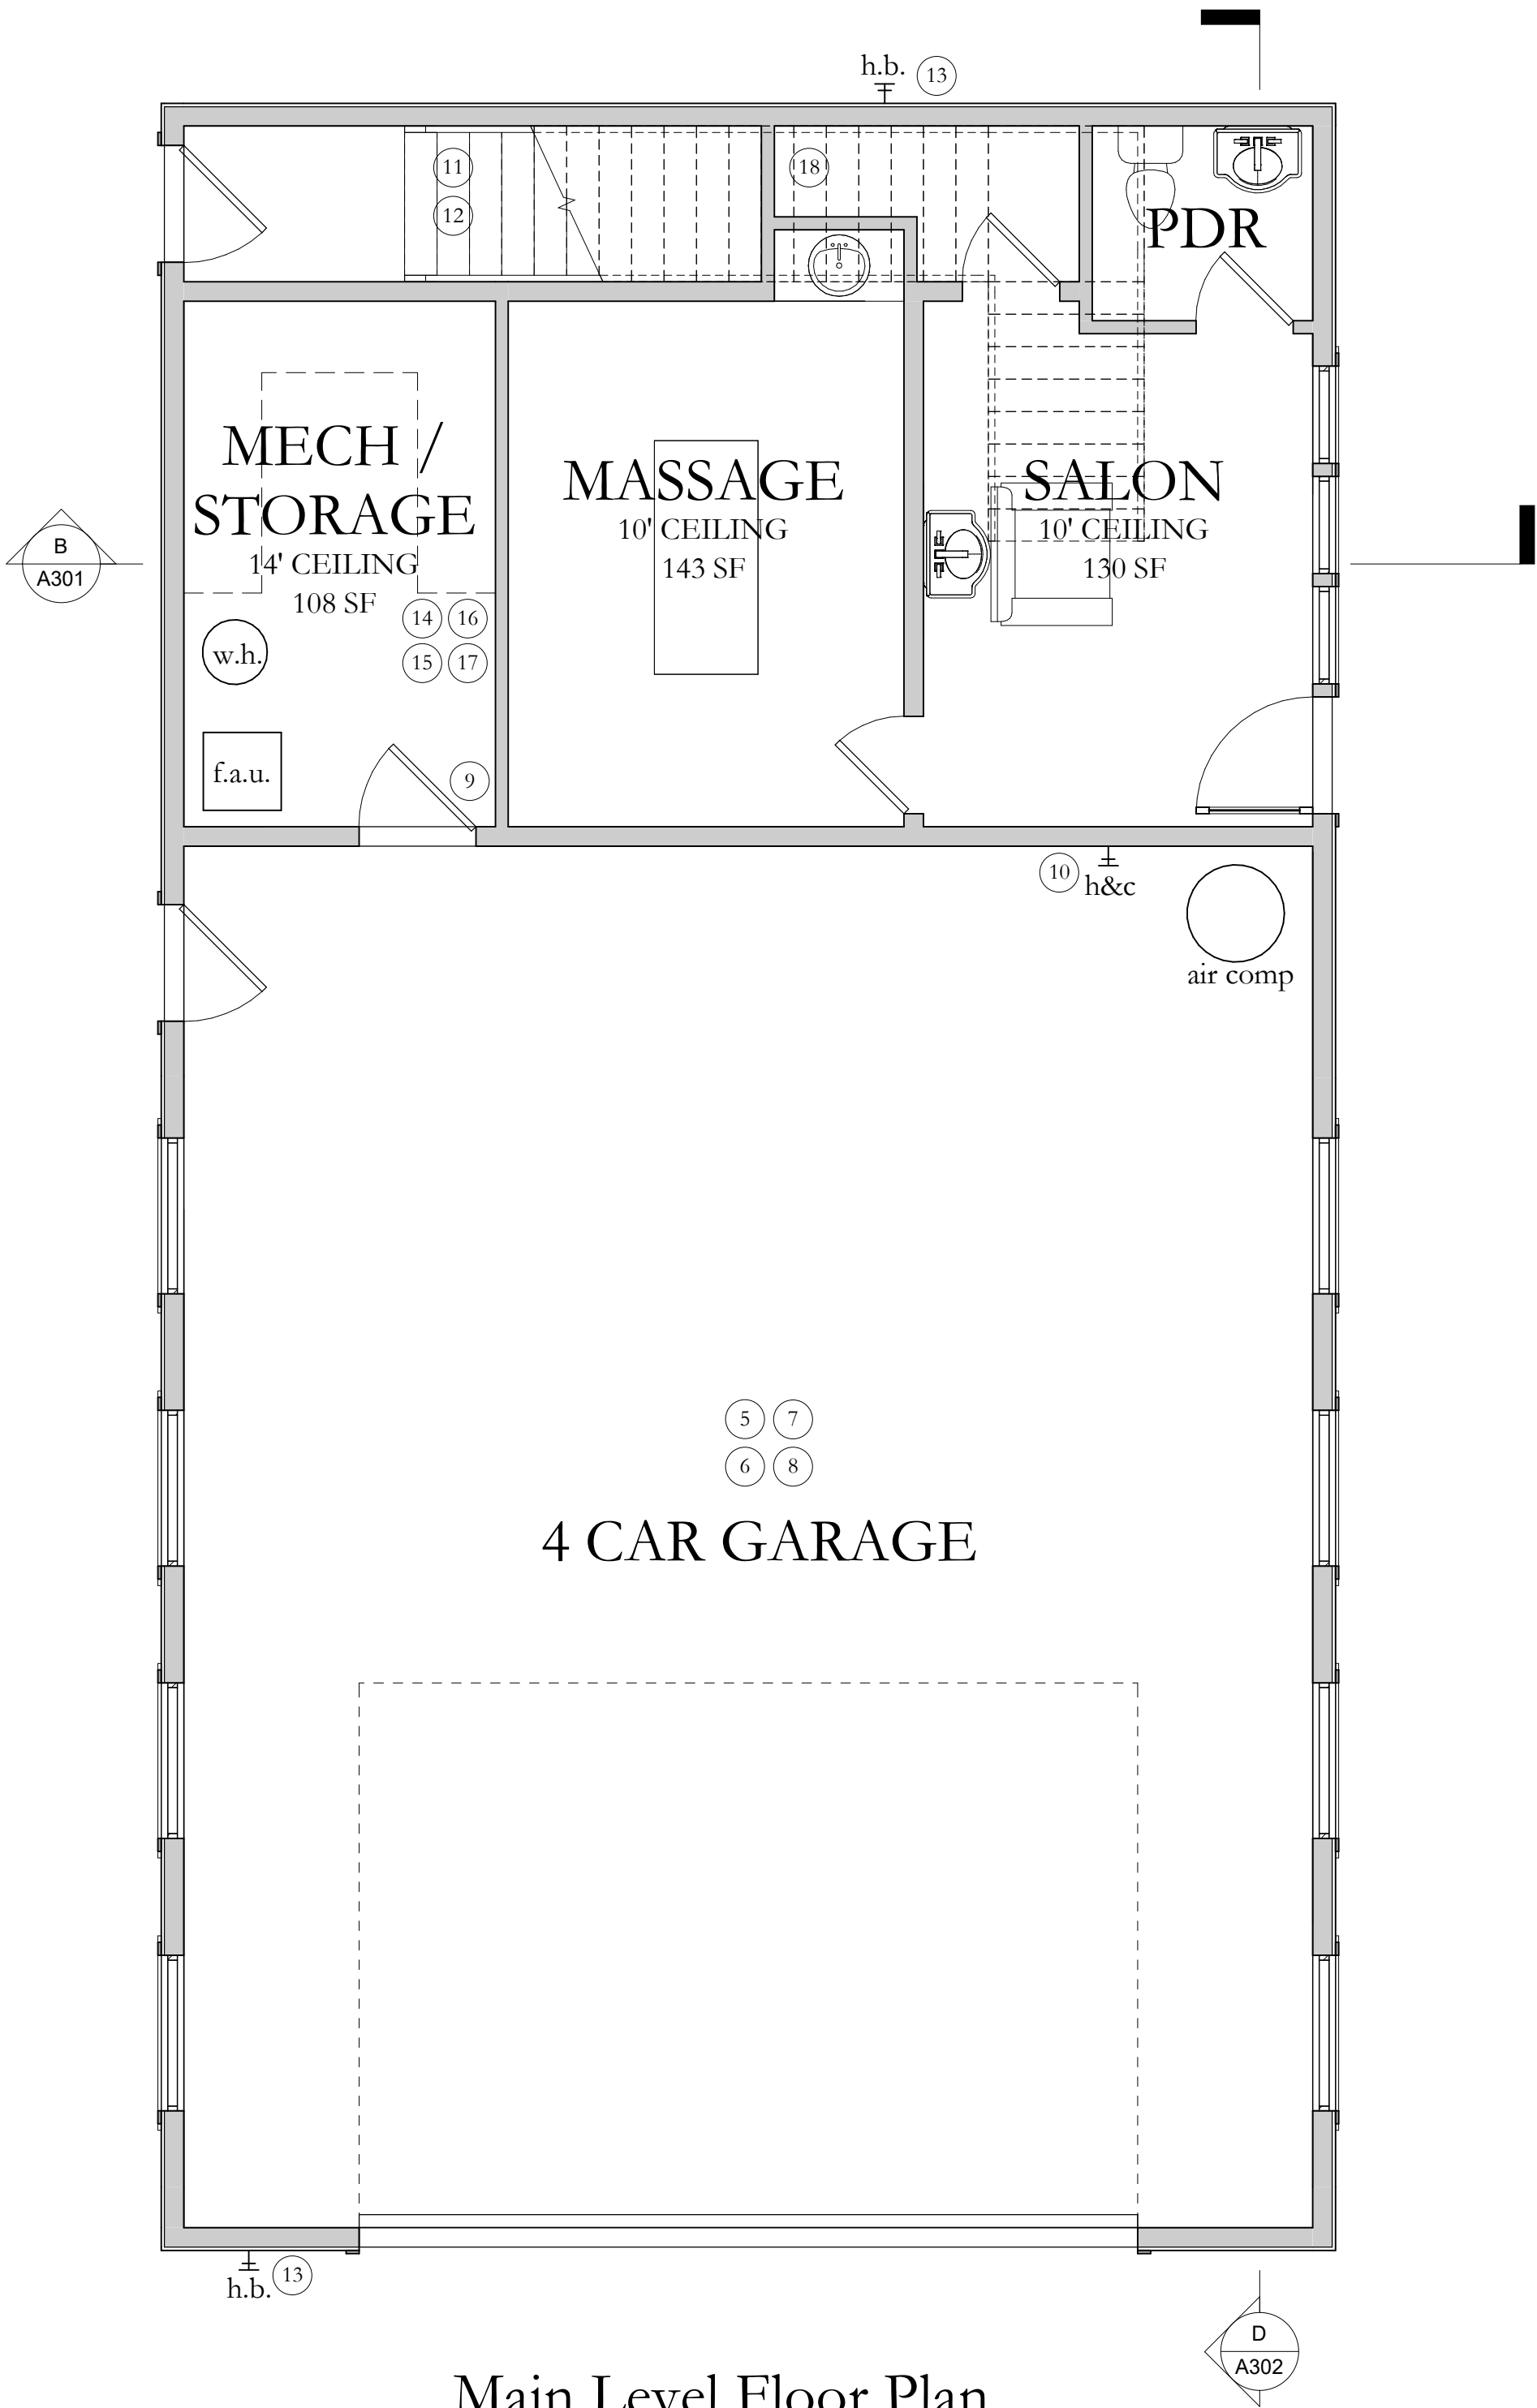 h.b. 13
11
18
12
PDR
MECH /
STORAGE
14' CEILING
108 SF
MASSAGE
10' CEILING
143 SF
SALON
10' CEILING
130 SF
B
A301
14 16
15 17
w.h.
f.a.u.
9
10 h&c
air comp
5 7
6 8
4 CAR GARAGE
h.b. 13
D
A302
Main Level Floor Plan